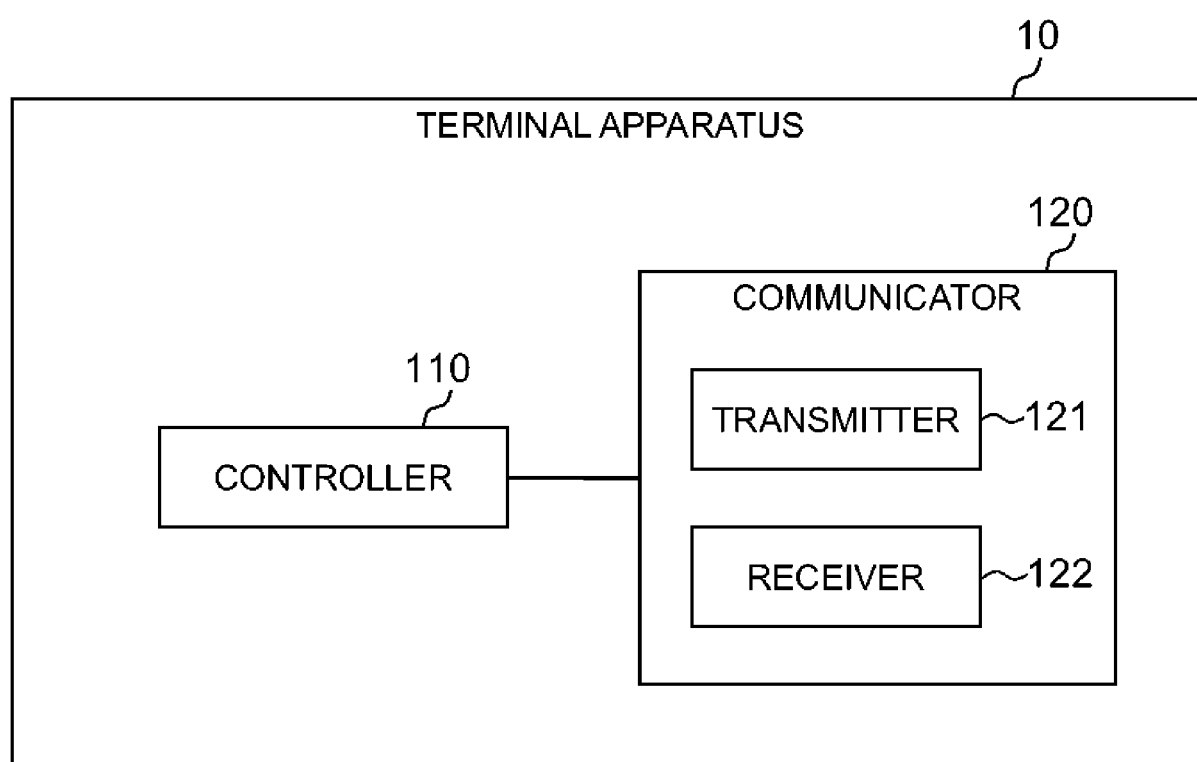 10
TERMINAL APPARATUS
120
COMMUNICATOR
110
TRANSMITTER
121
CONTROLLER
RECEIVER
122